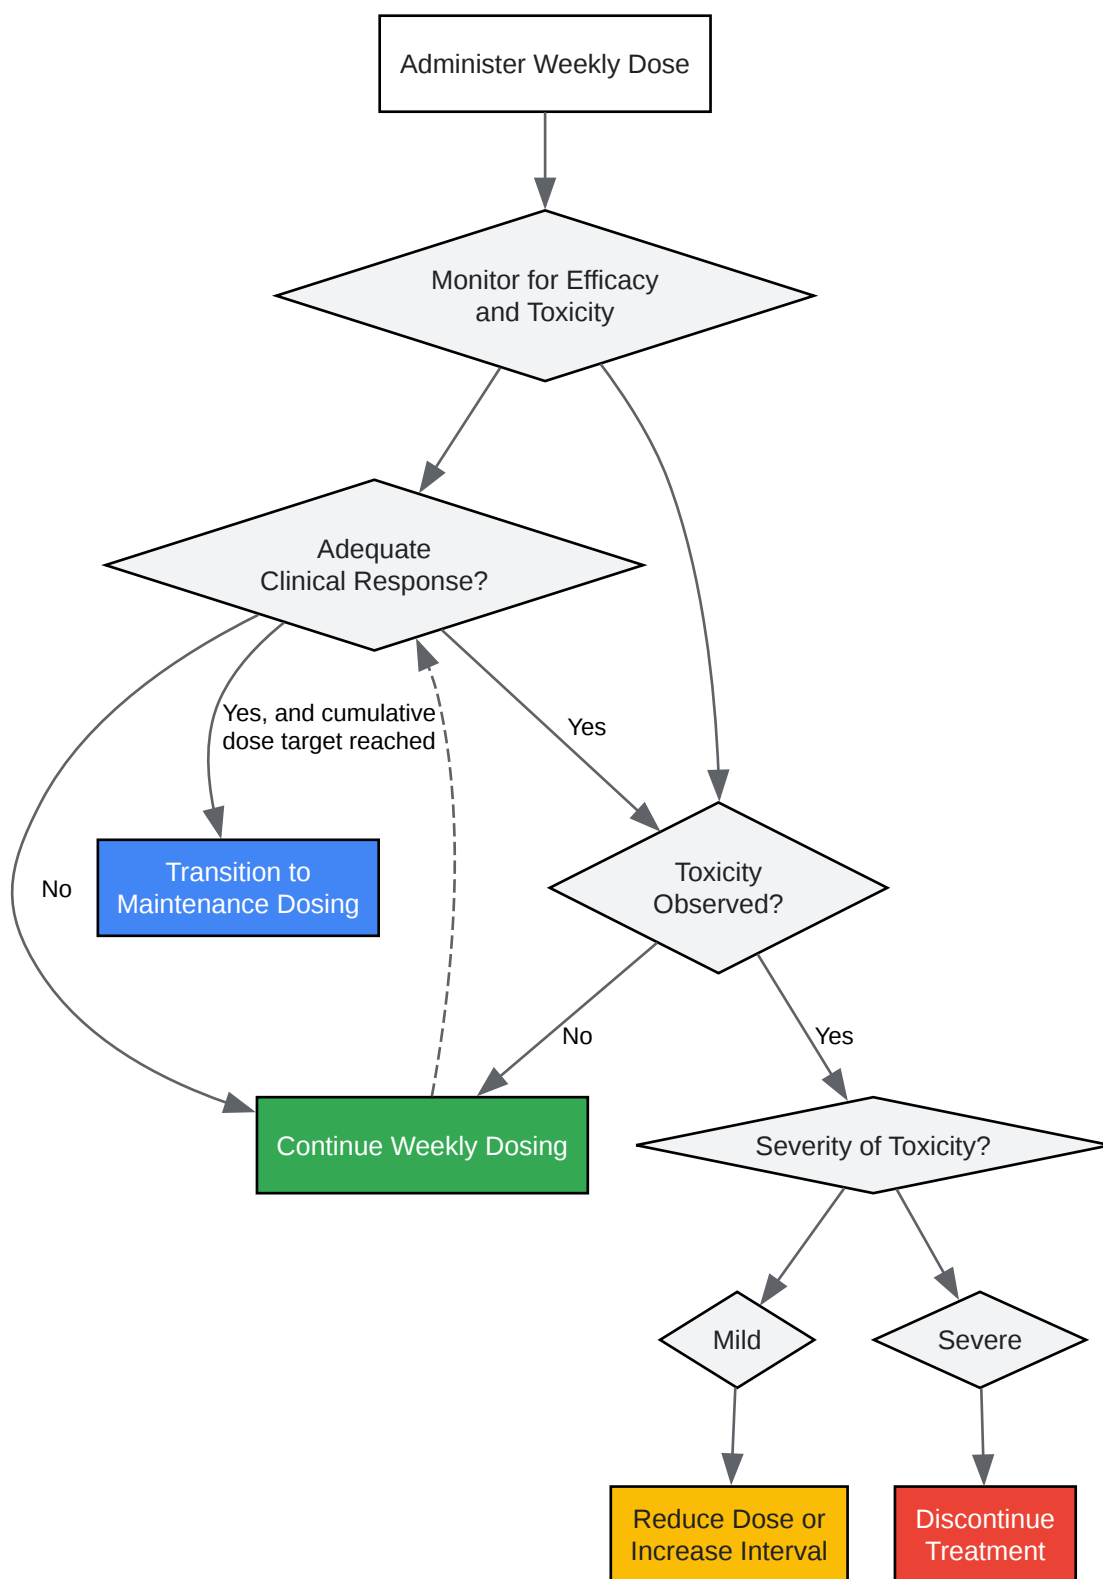 Administer Weekly Dose
Monitor for Efficacy
and Toxicity
Adequate
Clinical Response?
Yes, and cumulative
dose target reached
Yes
No
Transition to
Maintenance Dosing
Toxicity
Observed?
No
Yes
Continue Weekly Dosing
Severity of Toxicity?
Mild
Severe
Reduce Dose or
Increase Interval
Discontinue
Treatment